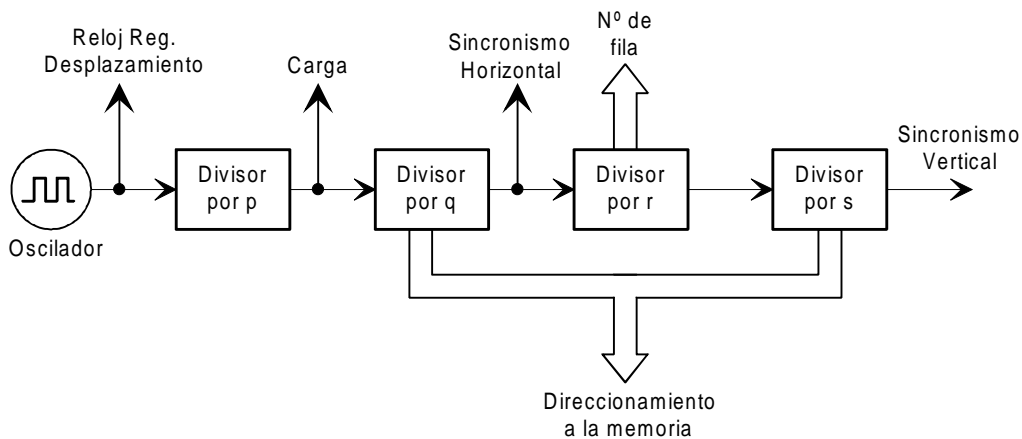 Reloj Reg.
Desplazamiento
Carga
Sincronismo
Horizontal
Nº de
fila
Sincronismo
Vertical
Oscilador
Divisor
por p
Divisor
por q
Divisor
por r
Divisor
por s
Direccionamiento
a la memoria